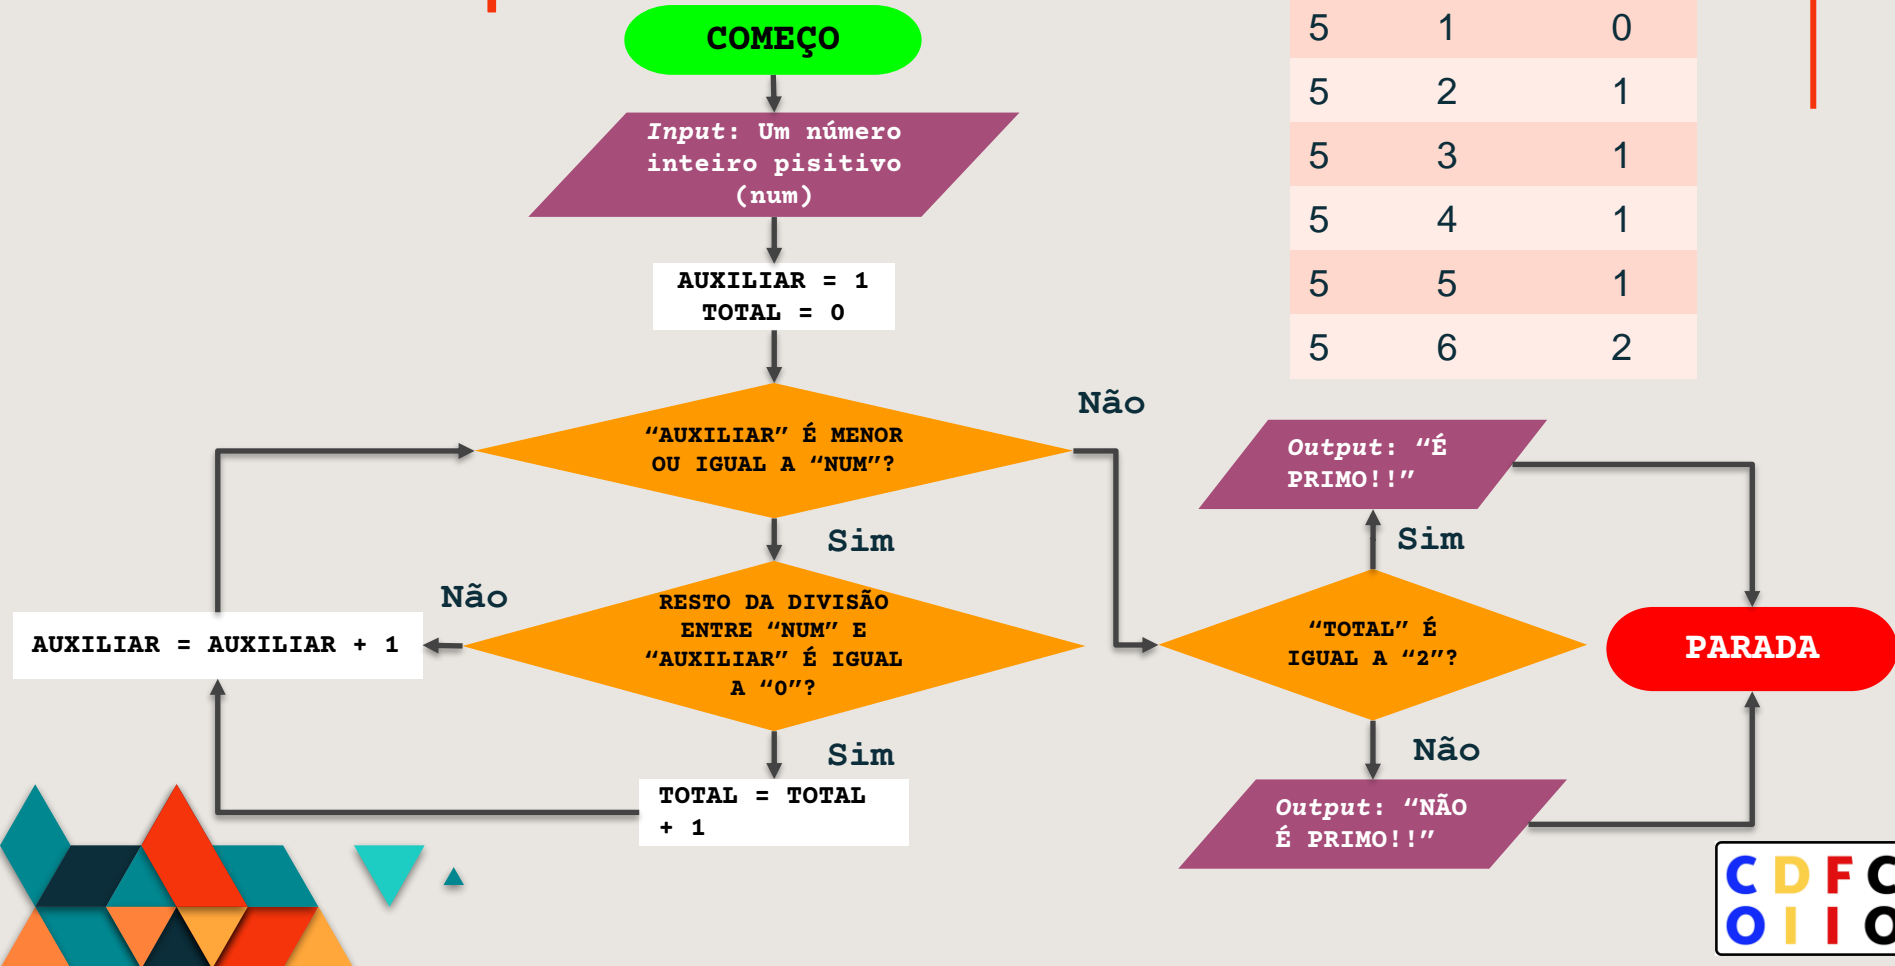 COMEÇO
Input: Um número
inteiro pisitivo
(num)
AUXILIAR = 1
TOTAL = 0
“AUXILIAR” É MENOR
OU IGUAL A “NUM”?
Não
Sim
RESTO DA DIVISÃO
ENTRE “NUM” E
“AUXILIAR” É IGUAL
A “0”?
Não
AUXILIAR = AUXILIAR + 1
Sim
TOTAL = TOTAL
+ 1
5 1 0
5 2 1
5 3 1
5 4 1
5 5 1
5 6 2
Output: “É
PRIMO!!”
Sim
“TOTAL” É
IGUAL A “2”?
Não
Output: “NÃO
É PRIMO!!”
PARADA
C D F C
O I I O